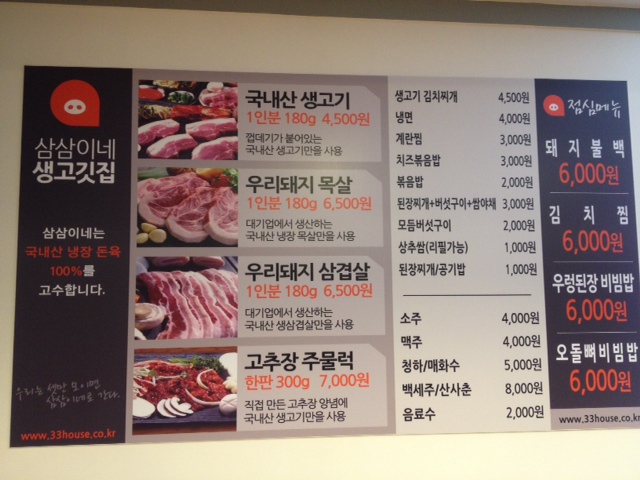 삼삼이네
생고깃집
삼삼이네는
국내산 냉장 돈육
100%를
고수합니다.
우리는 생각 모이면
삼삼이네로 간다.
www.33house.co.kr
국내산 생고기
1인분 180g 4,500원
껍데기가 붙어있는
국내산 생고기만을 사용
우리돼지 목살
1인분 180g 6,500원
대기업에서 생산하는
국내산 냉장 목살만을 사용
우리돼지 삼겹살
1인분 180g 6,500원
대기업에서 생산하는
국내산 생삼겹살만을 사용
고추장 주물럭
한판 300g 7,000원
직접 만든 고추장 양념에
국내산 생고기만을 사용
생고기 김치찌개 4,500원
냉면 4,000원
계란찜 3,000원
치즈볶음밥 3,000원
볶음밥 2,000원
된장찌개+버섯구이+쌈야채 3,000원
모듬버섯구이 2,000원
상추쌈(리필가능) 1,000원
된장찌개/공기밥 1,000원
소주 4,000원
맥주 4,000원
청하/매화수 5,000원
백세주/산사춘 8,000원
음료수 2,000원
점심메뉴
돼지불백
6,000원
김치찜
6,000원
우렁된장 비빔밥
6,000원
오돌뼈비빔밥
6,000원
www.33house.co.kr